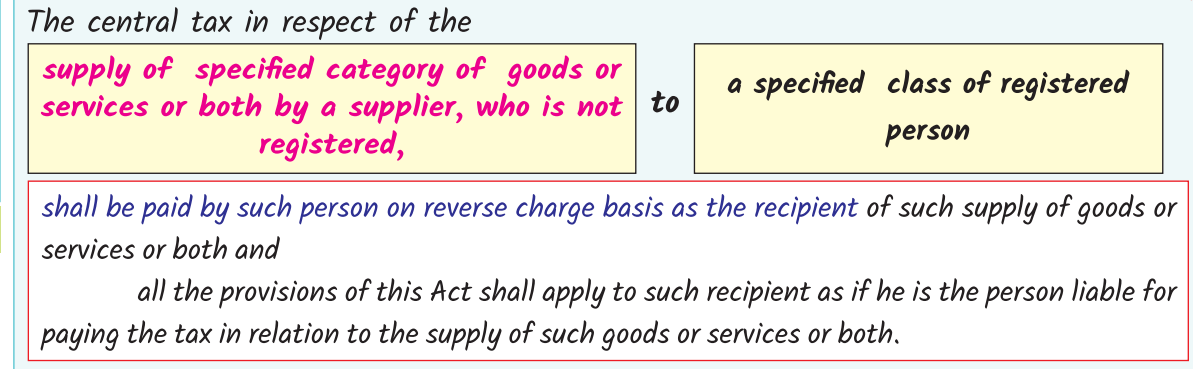 The central tax in respect of the
supply of specified category of goods or
services or both by a supplier, who is not
registered,
to
a specified class of registered
person
shall be paid by such person on reverse charge basis as the recipient of such supply of goods or
services or both and
all the provisions of this Act shall apply to such recipient as if he is the person liable for
paying the tax in relation to the supply of such goods or services or both.